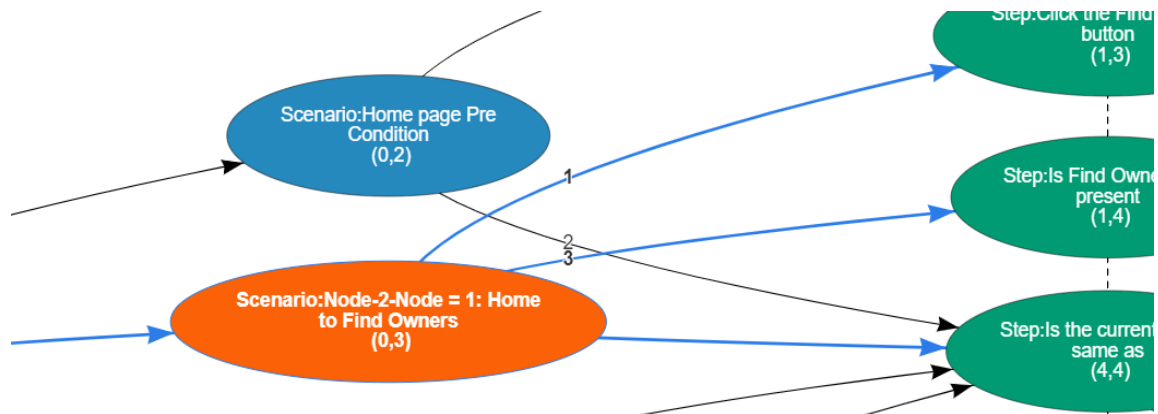 Step:Click the Find
button
(1,3)
Scenario:Home page Pre
Condition
(0,2)
1
Step:Is Find Owne
present
(1,4)
2
3
Scenario:Node-2-Node = 1: Home
to Find Owners
(0,3)
Step:Is the current
same as
(4,4)